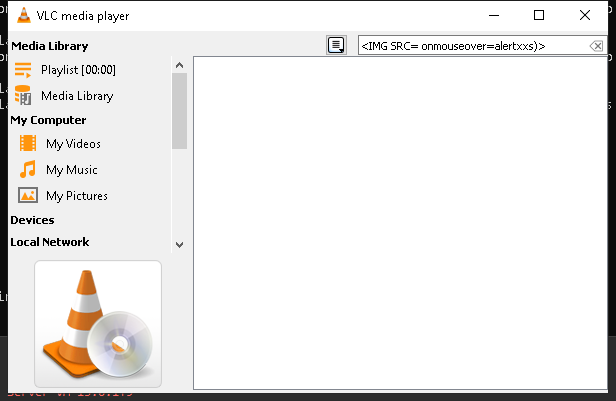 VLC media player
Media Library
<IMG SRC= onmouseover=alertxxs)>
Playlist [00:00]
Media Library
My Computer
My Videos
My Music
My Pictures
Devices
Local Network